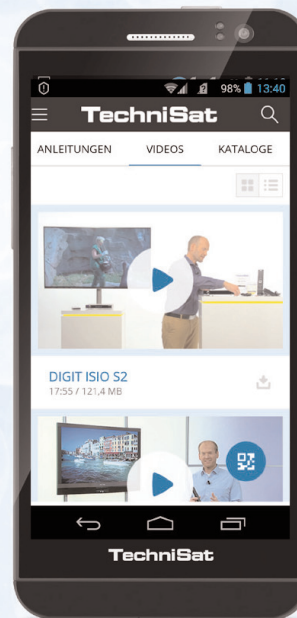 98% 13:40
TechniSat
ANLEITUNGEN VIDEOS KATALOGE
DIGIT ISIO S2
17:55 / 121,4 MB
TechniSat